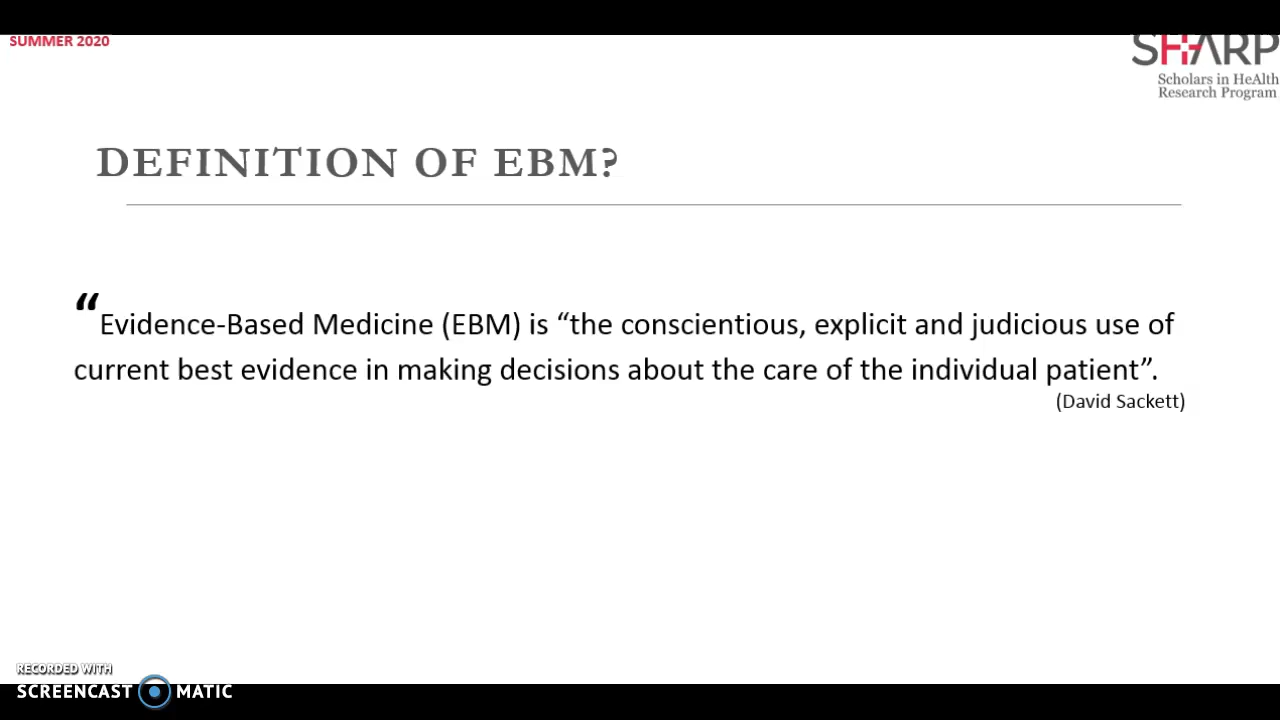 SUMMER 2020
SHARP
Scholars in HeAlth
Research Program
DEFINITION OF EBM?
“Evidence-Based Medicine (EBM) is “the conscientious, explicit and judicious use of
current best evidence in making decisions about the care of the individual patient”.
(David Sackett)
RECORDED WITH
SCREENCAST MATIC